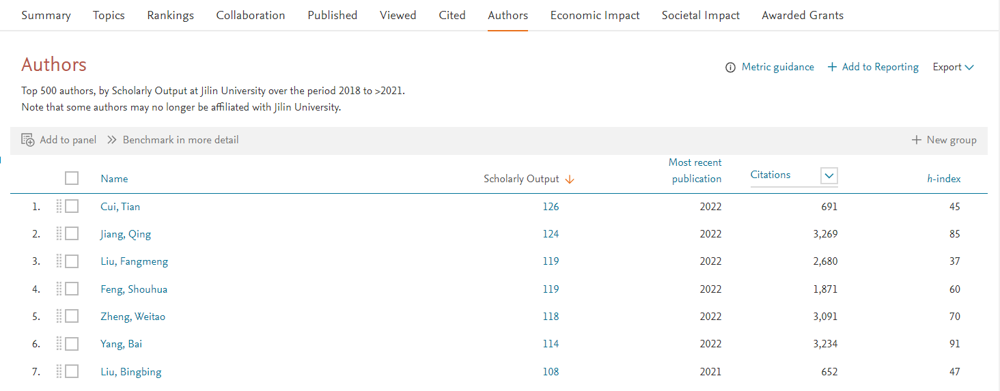 Summary Topics Rankings Collaboration Published Viewed Cited Authors Economic Impact Societal Impact Awarded Grants
Authors
Metric guidance + Add to Reporting Export
Top 500 authors, by Scholarly Output at Jilin University over the period 2018 to >2021.
Note that some authors may no longer be affiliated with Jilin University.
Add to panel >> Benchmark in more detail + New group
Name Scholarly Output Most recent publication Citations h-index
1. Cui, Tian 126 2022 691 45
2. Jiang, Qing 124 2022 3,269 85
3. Liu, Fangmeng 119 2022 2,680 37
4. Feng, Shouhua 119 2022 1,871 60
5. Zheng, Weitao 118 2022 3,091 70
6. Yang, Bai 114 2022 3,234 91
7. Liu, Bingbing 108 2021 652 47